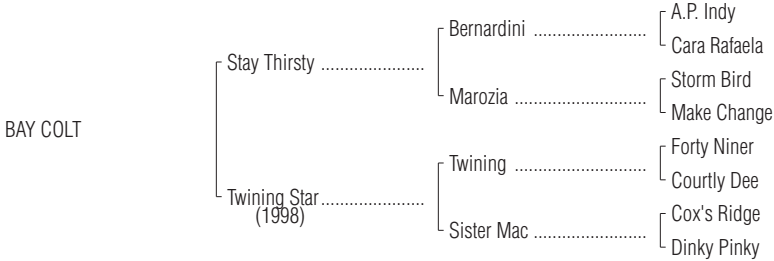 A.P. Indy
Bernardini ........................
Cara Rafaela
Stay Thirsty ......................
Storm Bird
Marozia ............................
Make Change
BAY COLT
Forty Niner
Twining ............................
Courtly Dee
Twining Star......................
(1998)
Cox's Ridge
Sister Mac ........................
Dinky Pinky